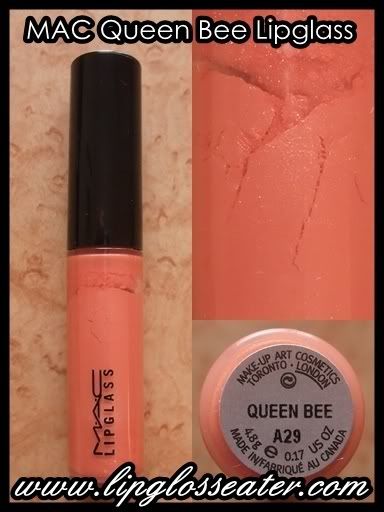 MAC Queen Bee Lipglass
MAC
LIPGLASS
MAKE-UP ART COSMETICS
TORONTO · LONDON
QUEEN BEE
A29
4.8 g e 0.17 US OZ
MADE IN/FABRIQUÉ AU CANADA
www.lipglosseater.com